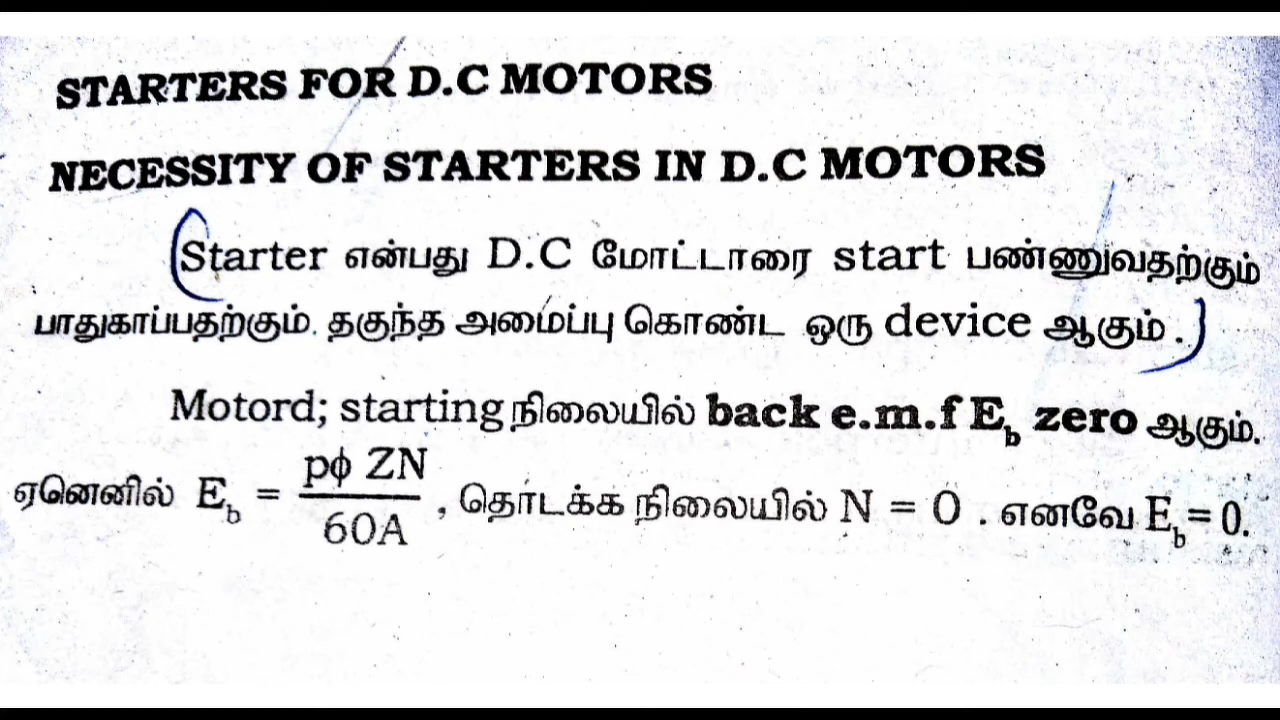 STARTERS FOR D.C MOTORS
NECESSITY OF STARTERS IN D.C MOTORS
Starter என்பது D.C மோட்டாரை start பண்ணுவதற்கும்
பாதுகாப்பதற்கும். தகுந்த அமைப்பு கொண்ட ஒரு device ஆகும்.
Motord; starting நிலையில் back e.m.f E_b zero ஆகும்.
ஏனெனில் E_b = pϕ ZN / 60A , தொடக்க நிலையில் N = 0 . எனவே E_b = 0.